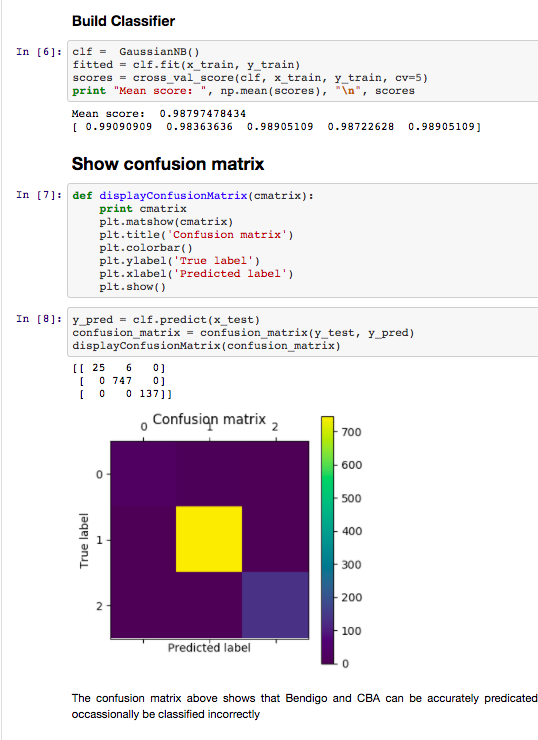 Build Classifier
In [6]: clf =  GaussianNB()
fitted = clf.fit(x_train, y_train)
scores = cross_val_score(clf, x_train, y_train, cv=5)
print "Mean score: ", np.mean(scores), "\n", scores
Mean score:  0.98797478434
[ 0.99090909  0.98363636  0.98905109  0.98722628  0.98905109]
Show confusion matrix
In [7]: def displayConfusionMatrix(cmatrix):
    print cmatrix
    plt.matshow(cmatrix)
    plt.title('Confusion matrix')
    plt.colorbar()
    plt.ylabel('True label')
    plt.xlabel('Predicted label')
    plt.show()
In [8]: y_pred = clf.predict(x_test)
confusion_matrix = confusion_matrix(y_test, y_pred)
displayConfusionMatrix(confusion_matrix)
[[ 25   6   0]
 [  0 747   0]
 [  0   0 137]]
Confusion matrix
0 1 2
0
1
2
True label
Predicted label
700
600
500
400
300
200
100
0
The confusion matrix above shows that Bendigo and CBA can be accurately predicated
occassionally be classified incorrectly